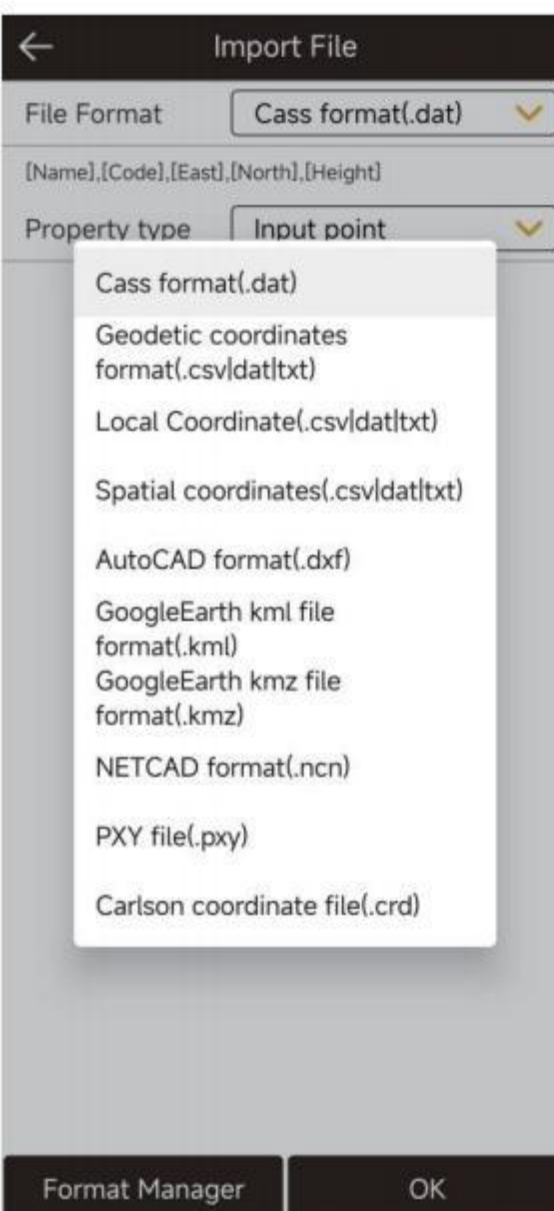 Import File
File Format
Cass format(.dat)
[Name],[Code],[East],[North],[Height]
Property type
Input point
Cass format(.dat)
Geodetic coordinates
format(.csv|dat|txt)
Local Coordinate(.csv|dat|txt)
Spatial coordinates(.csv|dat|txt)
AutoCAD format(.dxf)
GoogleEarth kml file
format(.kml)
GoogleEarth kmz file
format(.kmz)
NETCAD format(.ncn)
PXY file(.pxy)
Carlson coordinate file(.crd)
Format Manager
OK